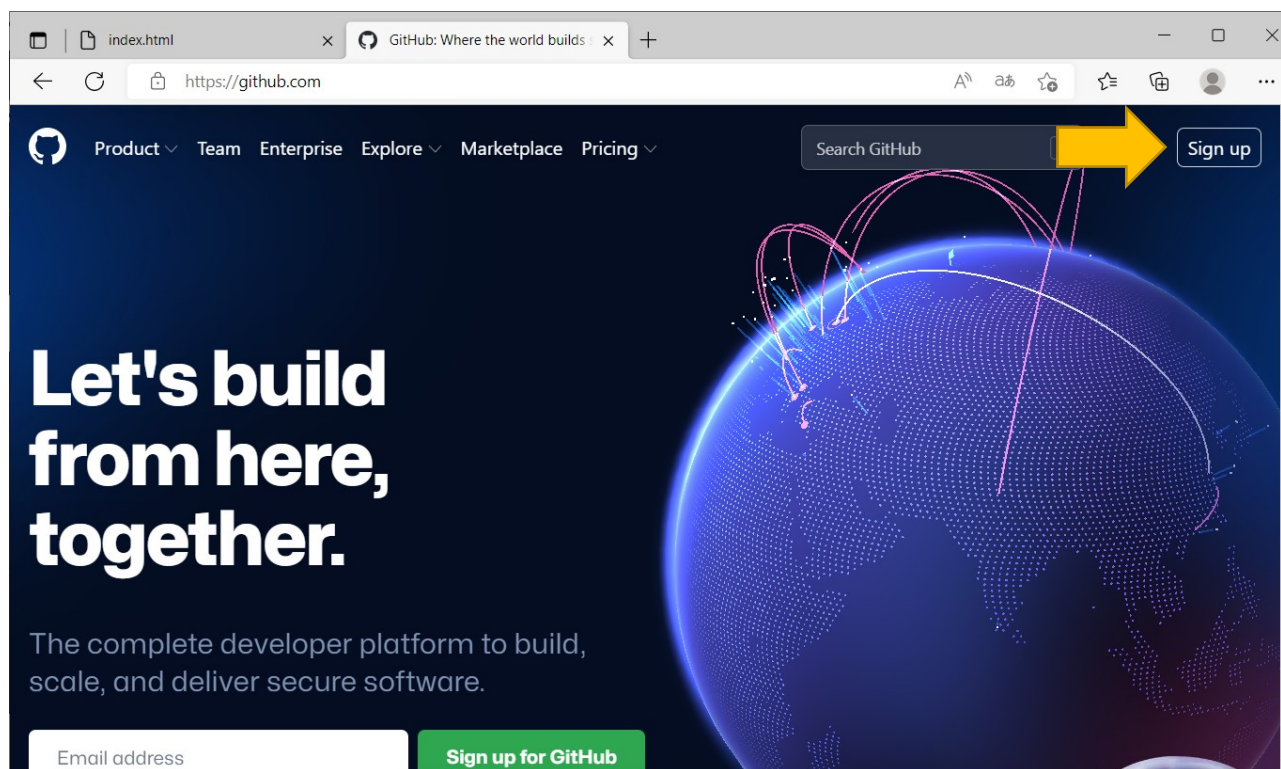 index.html
GitHub: Where the world builds s
https://github.com
A あ
Product Team Enterprise Explore Marketplace Pricing
Search GitHub
Sign up
Let's build
from here,
together.
The complete developer platform to build,
scale, and deliver secure software.
Email address
Sign up for GitHub